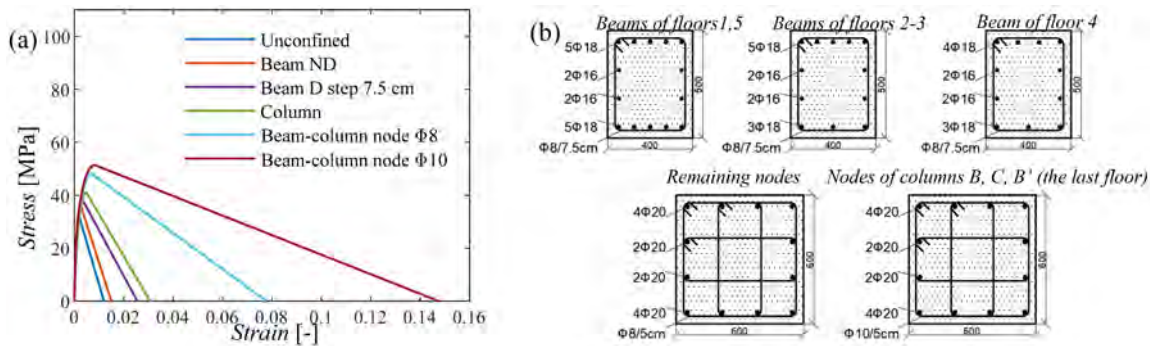 (a)
100
80
60
40
20
0
Stress [MPa]
0
0.02
0.04
0.06
0.08
0.1
0.12
0.14
0.16
Strain [-]
Unconfined
Beam ND
Beam D step 7.5 cm
Column
Beam-column node Φ8
Beam-column node Φ10
(b)
Beams of floors1,5
5Φ18
2Φ16
2Φ16
5Φ18
Φ8/7.5cm
400
500
Beams of floors 2-3
5Φ18
2Φ16
2Φ16
3Φ18
Φ8/7.5cm
400
500
Beam of floor 4
4Φ18
2Φ16
2Φ16
3Φ18
Φ8/7.5cm
400
500
Remaining nodes
4Φ20
2Φ20
2Φ20
4Φ20
Φ8/5cm
600
600
Nodes of columns B, C, B' (the last floor)
4Φ20
2Φ20
2Φ20
4Φ20
Φ10/5cm
600
600